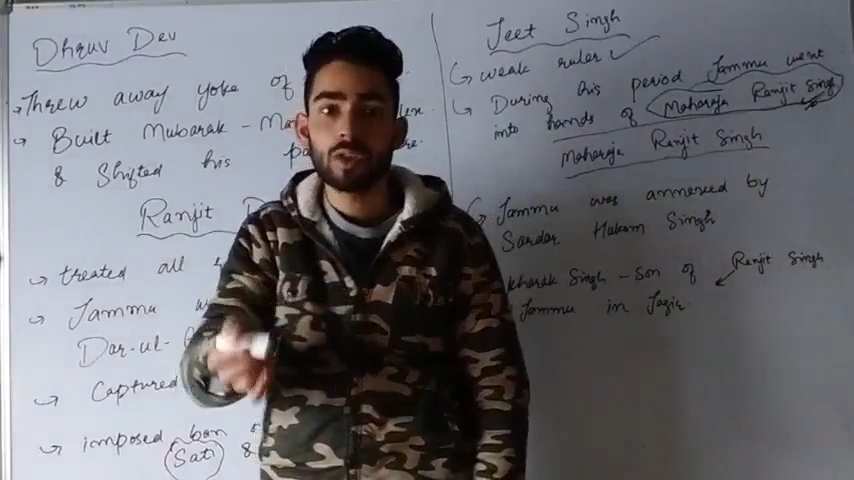 Dhruv Dev
Threw away yoke of
Built Mubarak - 
& Shifted his
Ranjit
treated all
Jammu
Dar-ul-
Captured
imposed ban
Sati &
Jeet Singh
weak ruler
During his period Jammu went
into hands of Maharaja Ranjit Singh
Maharaja Ranjit Singh
Jammu was annexed by
Sardar Hukam Singh
kharak Singh - Son of Ranjit Singh
Jammu in Jagir.